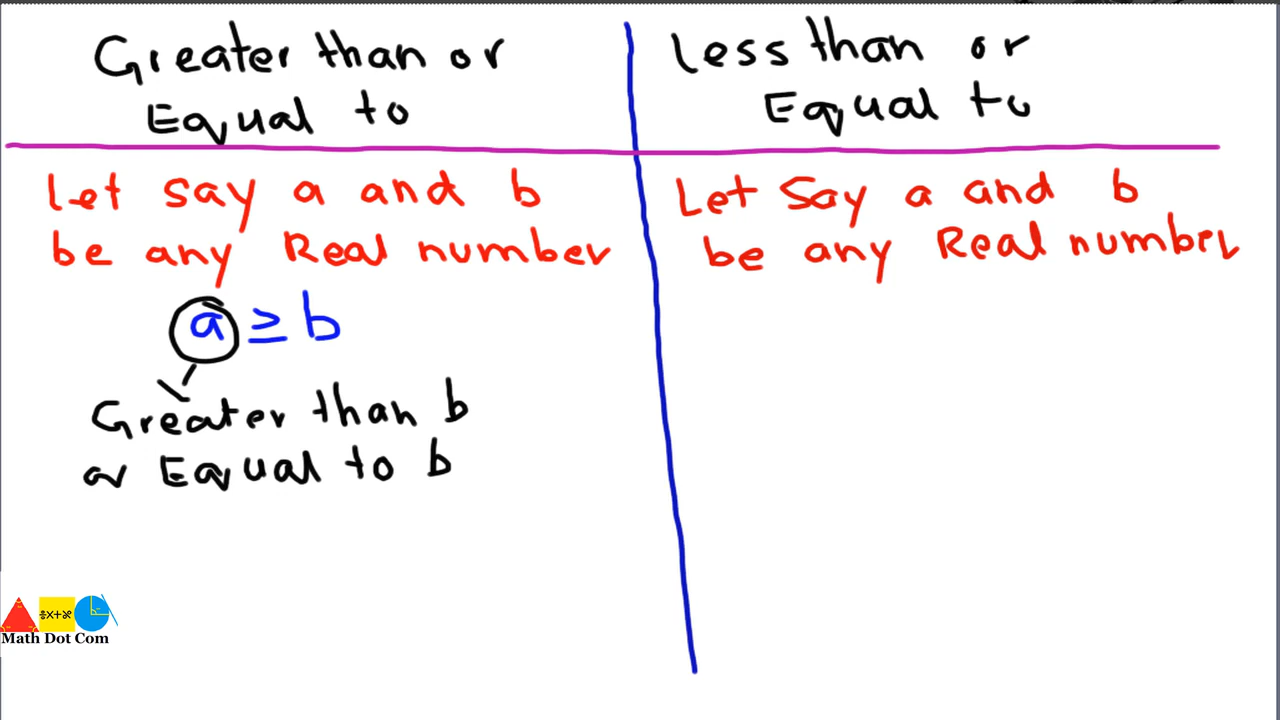 Greater than or
Equal to
Let say a and b
be any Real number
a ≥ b
Greater than b
or Equal to b
Less than or
Equal to
Let Say a and b
be any Real number
÷x+
Math Dot Com